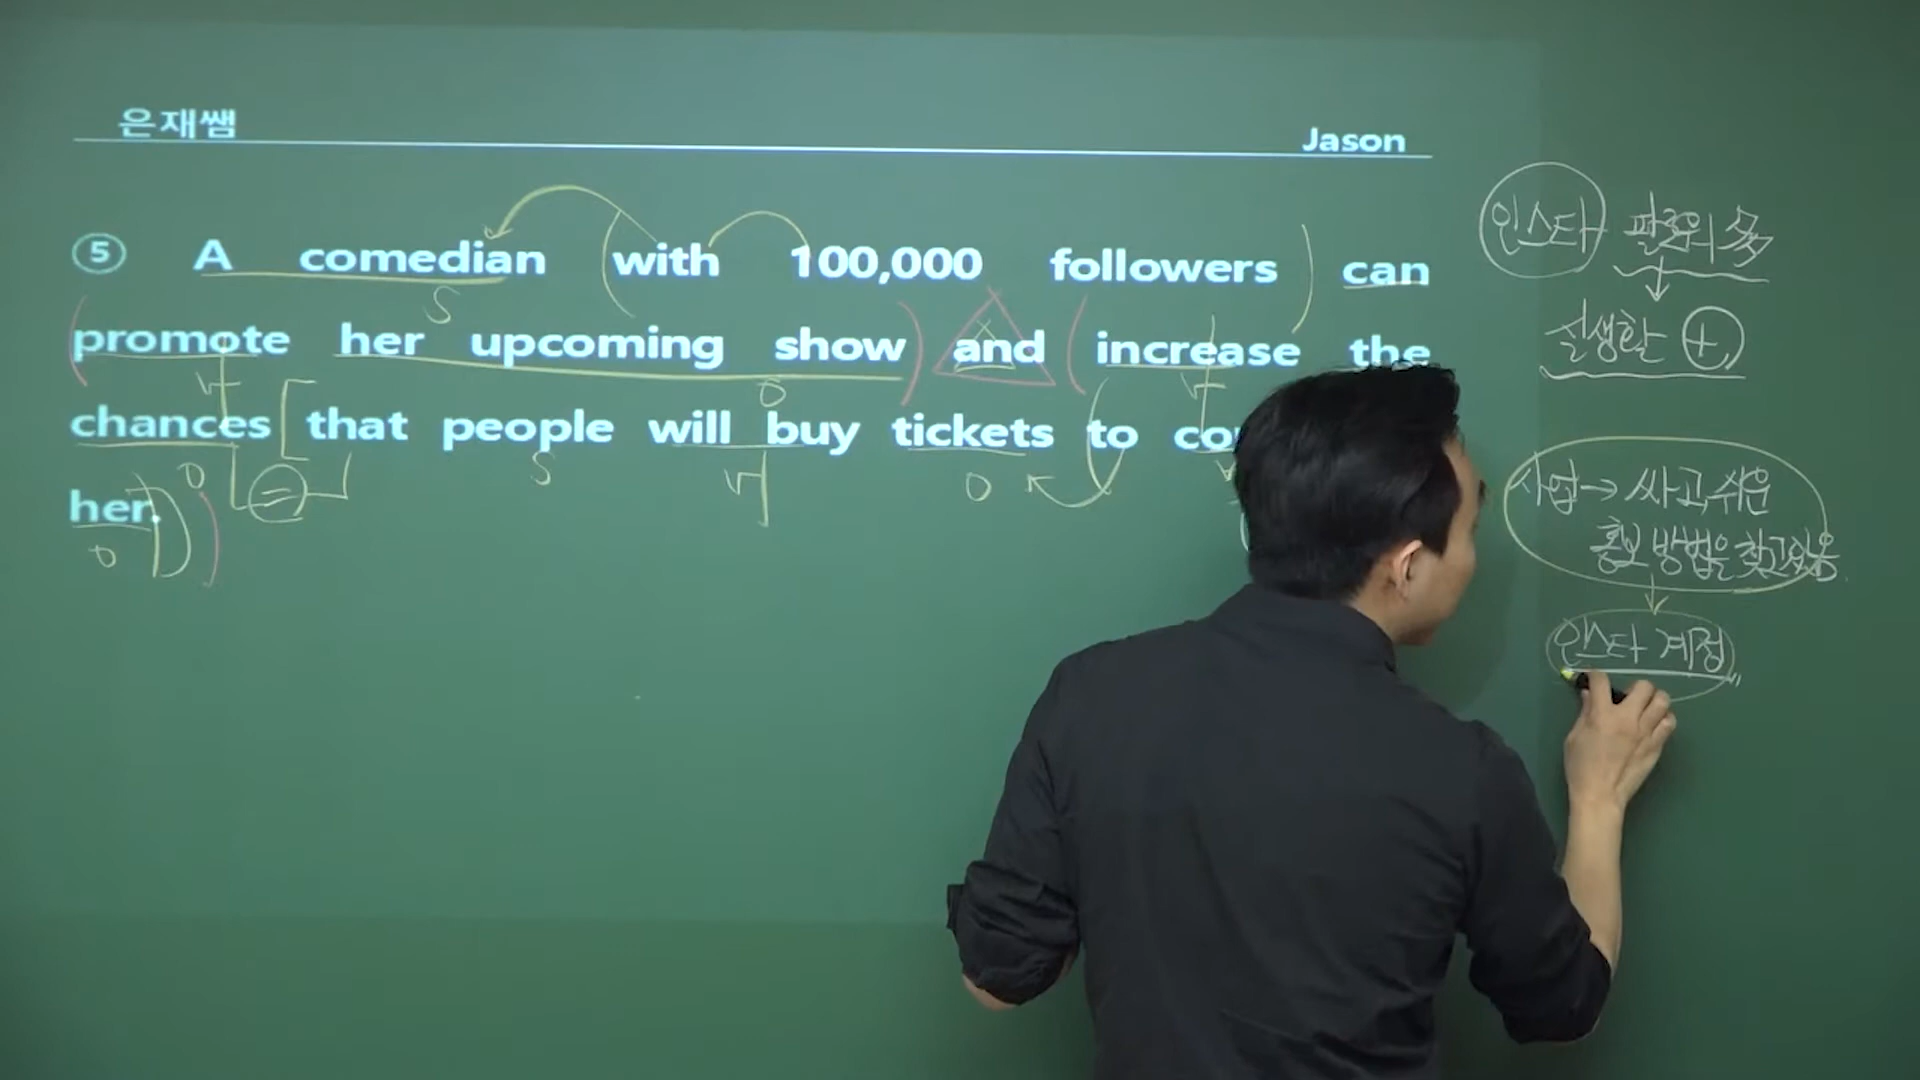 은재쌤
Jason
⑤ A comedian with 100,000 followers can
promote her upcoming show and increase the
chances that people will buy tickets to
her.
S
V
O
V
O
S
V
O
O
인스타 팔로워 多
실생활 +
사업 → 싸고, 쉬운
홍보 방법을 찾고 있음
인스타 계정